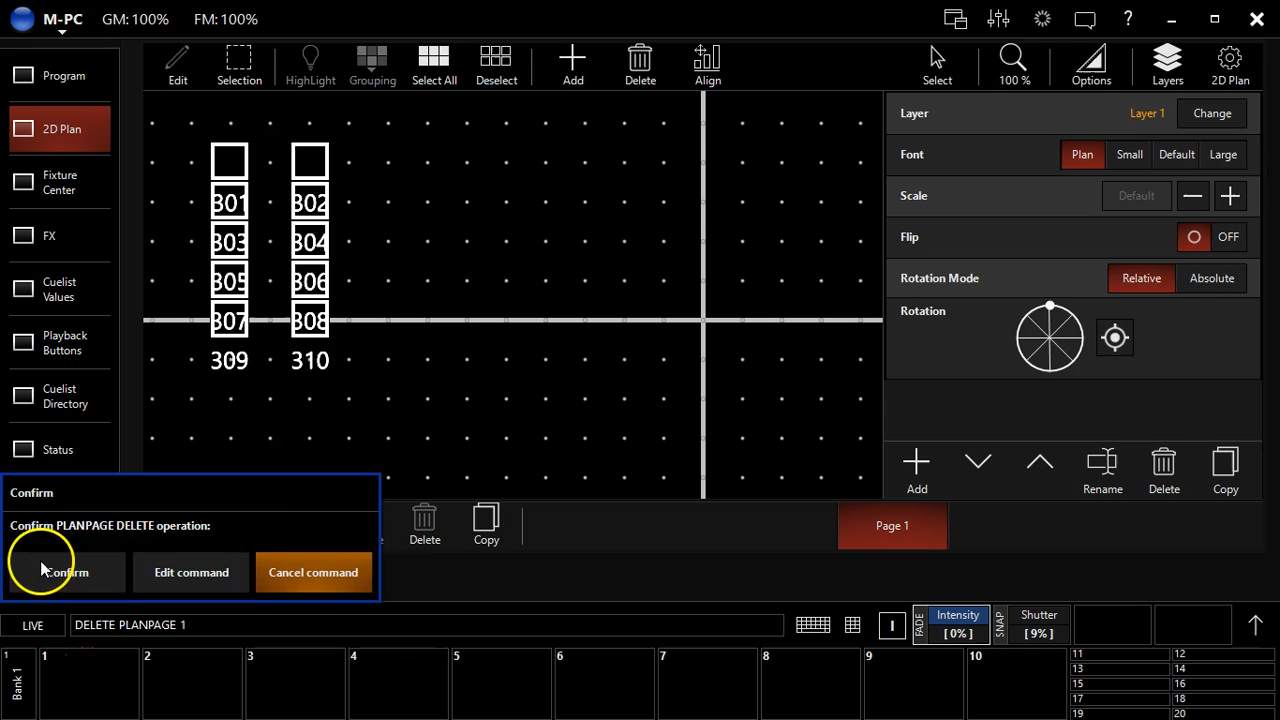 M-PC GM: 100% FM: 100% ?
Program
2D Plan
Fixture
Center
FX
Cuelist
Values
Playback
Buttons
Cuelist
Directory
Status
Edit Selection HighLight Grouping Select All Deselect Add Delete Align Select 100 % Options Layers 2D Plan
301 302
303 304
305 306
307 308
309 310
Layer Layer 1 Change
Font Plan Small Default Large
Scale Default
Flip OFF
Rotation Mode Relative Absolute
Rotation
Add Rename Delete Copy
Delete Copy Page 1
Confirm
Confirm PLANPAGE DELETE operation:
Confirm Edit command Cancel command
LIVE DELETE PLANPAGE 1 I FADE Intensity [0%] SNAP Shutter [9%]
1 Bank 1 1 2 3 4 5 6 7 8 9 10
11 12
13 14
15 16
17 18
19 20